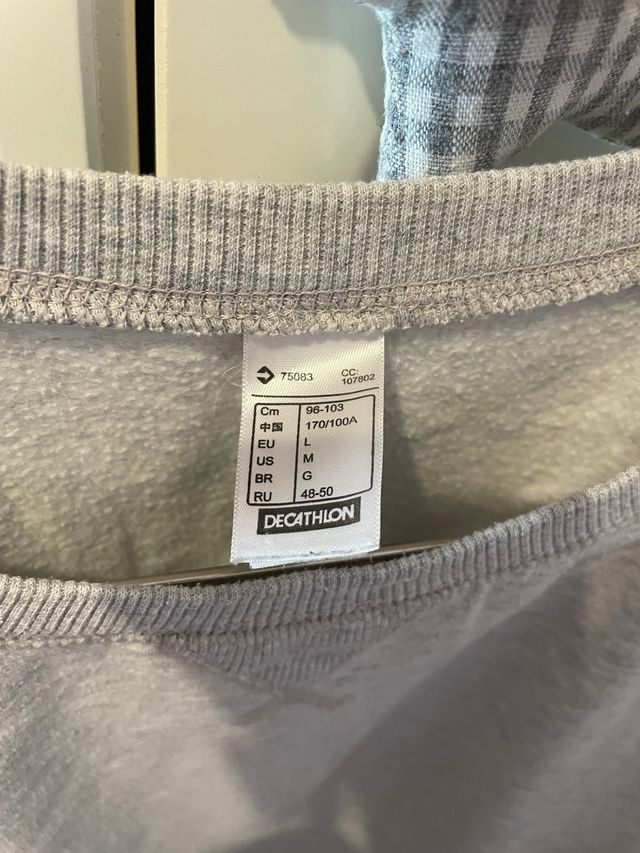 75083 CC: 107802
Cm 96-103
中国 170/100A
EU L
US M
BR G
RU 48-50
DECATHLON